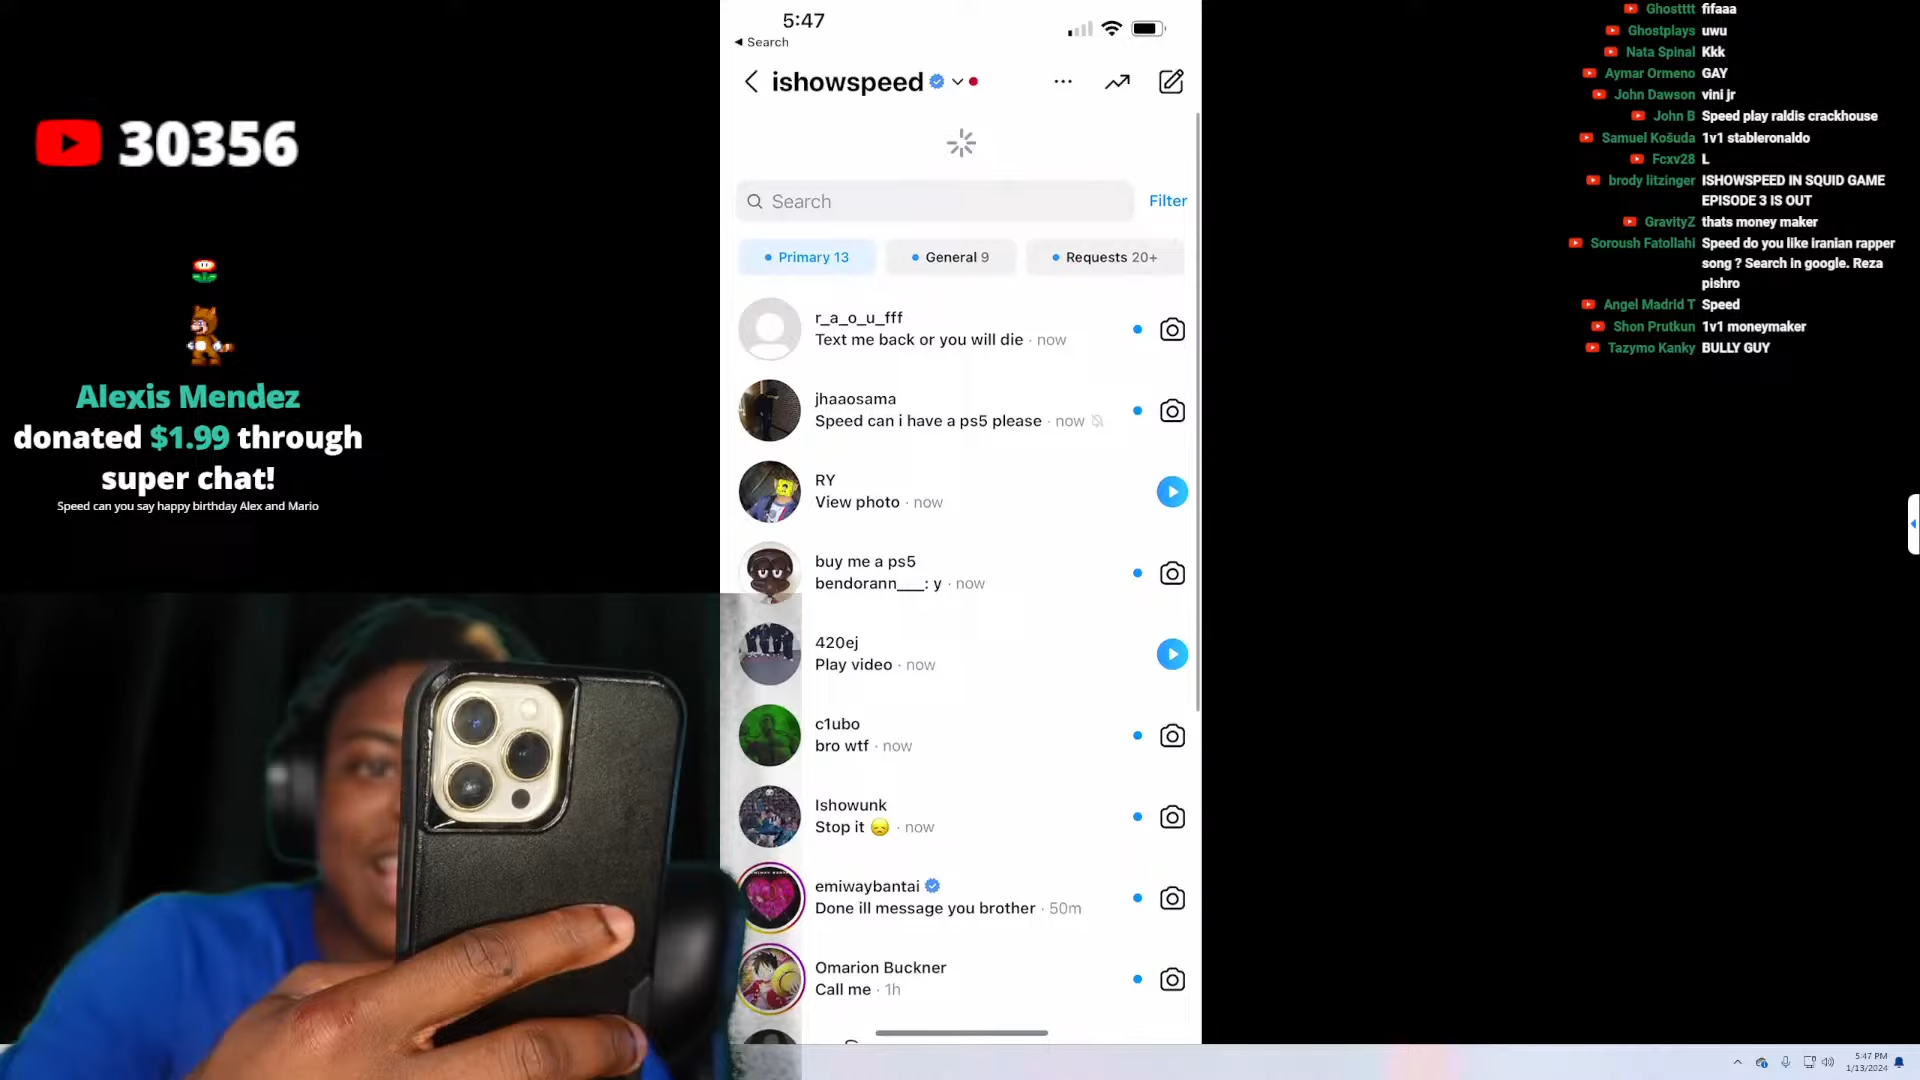 30356
Alexis Mendez
donated $1.99 through
super chat!
Speed can you say happy birthday Alex and Mario
5:47
Search
ishowspeed
Search
Filter
Primary 13
General 9
Requests 20+
r_a_o_u_fff
Text me back or you will die · now
jhaaosama
Speed can i have a ps5 please · now
RY
View photo · now
buy me a ps5
bendorann___: y · now
420ej
Play video · now
c1ubo
bro wtf · now
Ishowunk
Stop it 😞 · now
emiwaybantai
Done ill message you brother · 50m
Omarion Buckner
Call me · 1h
Ghostttt fifaaa
Ghostplays uwu
Nata Spinal Kkk
Aymar Ormeno GAY
John Dawson vini jr
John B Speed play raldis crackhouse
Samuel Košuda 1v1 stableronaldo
Fcxv28 L
brody litzinger ISHOWSPEED IN SQUID GAME
EPISODE 3 IS OUT
GravityZ thats money maker
Soroush Fatollahi Speed do you like iranian rapper
song ? Search in google. Reza
pishro
Angel Madrid T Speed
Shon Prutkun 1v1 moneymaker
Tazymo Kanky BULLY GUY
5:47 PM
1/13/2024